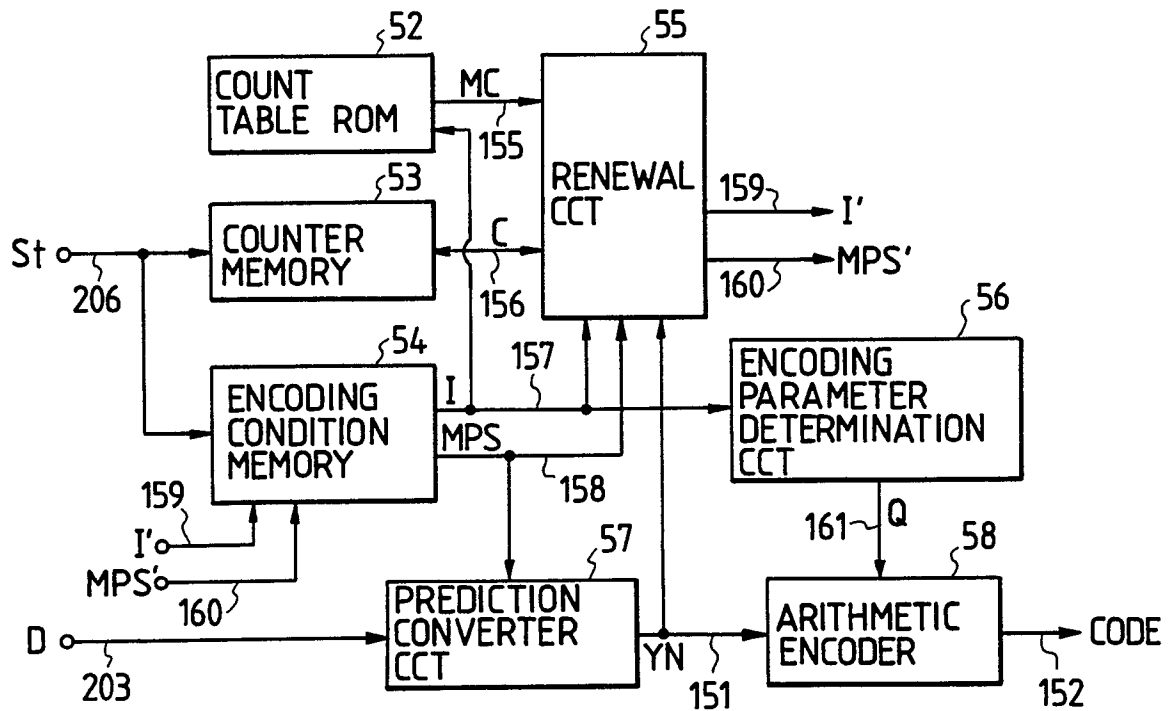 52
55
COUNT
TABLE ROM
MC
155
RENEWAL
CCT
53
COUNTER
MEMORY
C
156
159
I'
160
MPS'
St
206
54
ENCODING
CONDITION
MEMORY
I
157
MPS
158
56
ENCODING
PARAMETER
DETERMINATION
CCT
159
I'
MPS'
160
161
Q
57
PREDICTION
CONVERTER
CCT
58
ARITHMETIC
ENCODER
D
203
YN
151
CODE
152